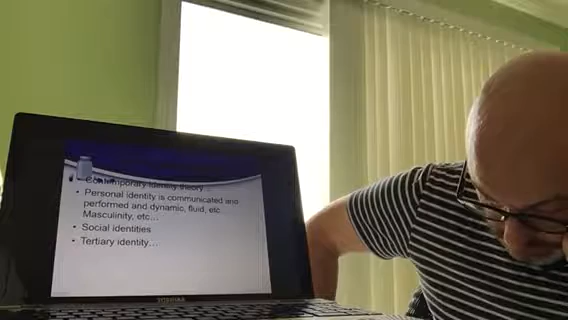 • Contemporary identity theory
• Personal identity is communicated and
performed and dynamic, fluid, etc
Masculinity, etc...
• Social identities
• Tertiary identity...
TOSHIBA